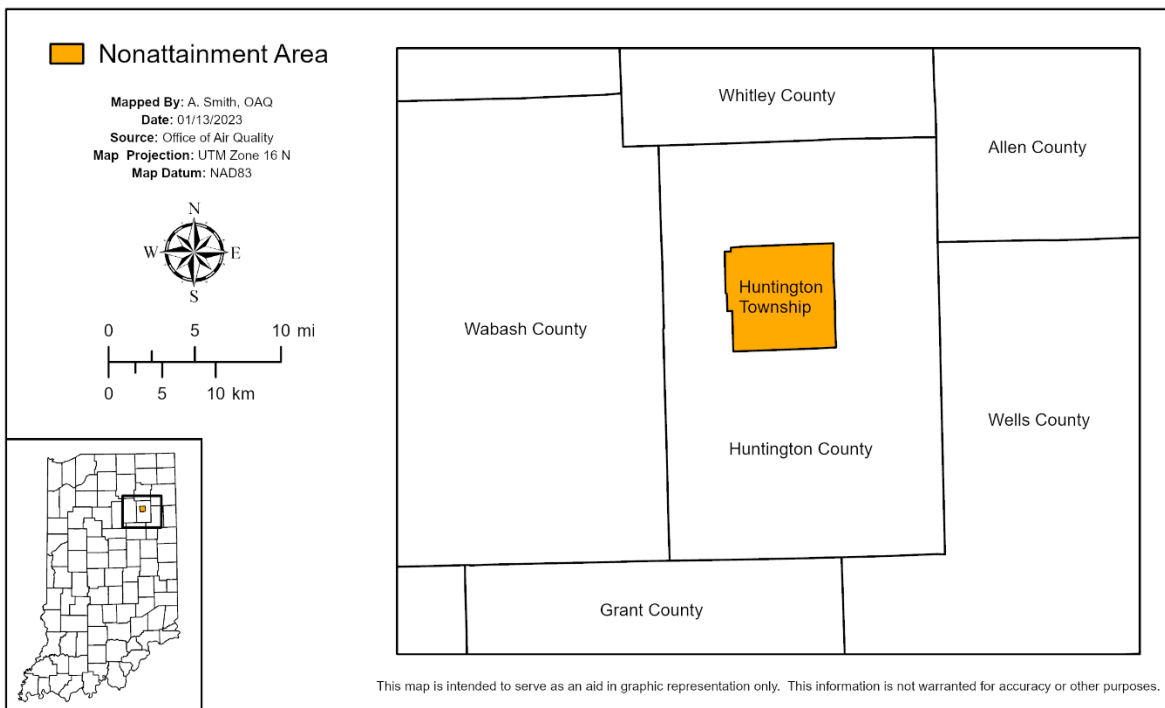 Nonattainment Area
Mapped By: A. Smith, OAQ
Date: 01/13/2023
Source: Office of Air Quality
Map Projection: UTM Zone 16 N
Map Datum: NAD83
N
W E
S
0 5 10 mi
0 5 10 km
Whitley County
Allen County
Huntington
Township
Wabash County
Wells County
Huntington County
Grant County
This map is intended to serve as an aid in graphic representation only. This information is not warranted for accuracy or other purposes.